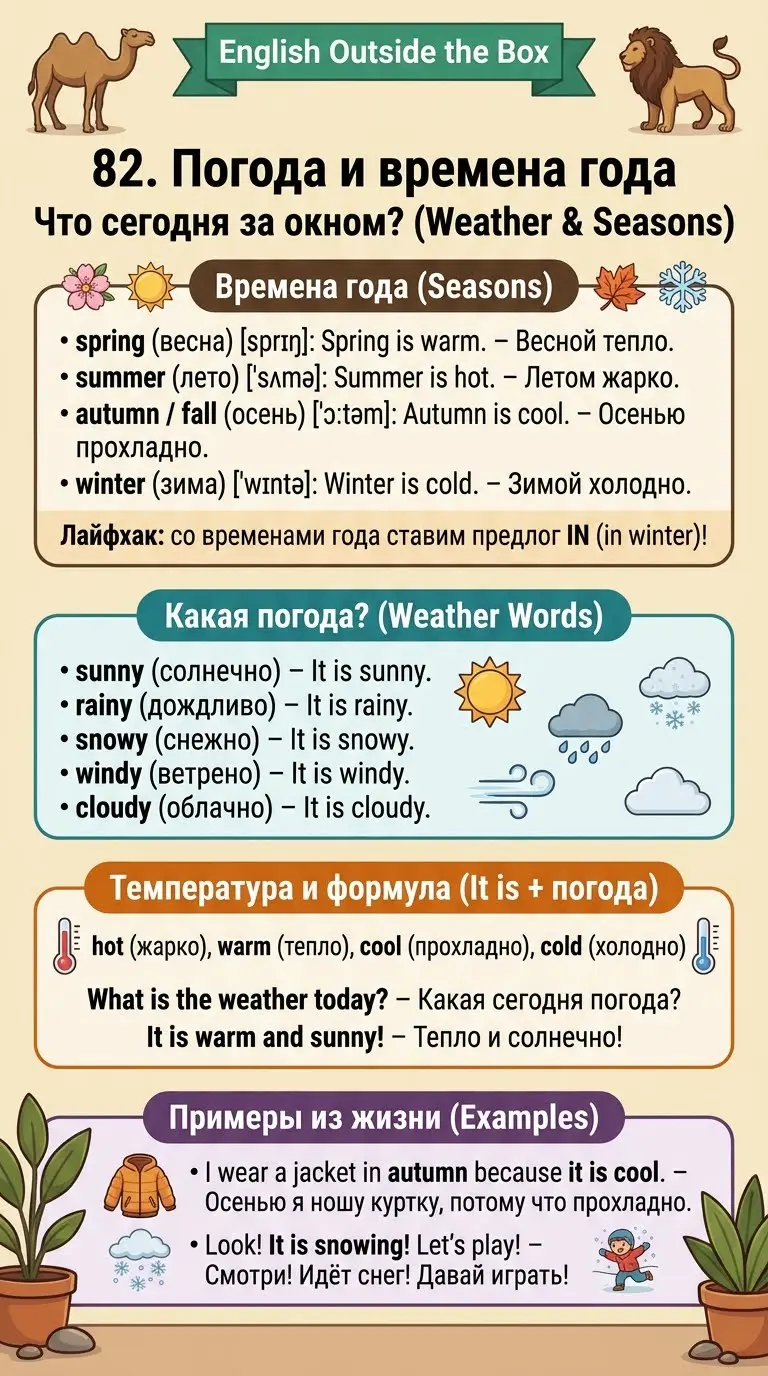 English Outside the Box
82. Погода и времена года
Что сегодня за окном? (Weather & Seasons)
Времена года (Seasons)
• spring (весна) [sprɪŋ]: Spring is warm. – Весной тепло.
• summer (лето) ['sʌmə]: Summer is hot. – Летом жарко.
• autumn / fall (осень) ['ɔ:təm]: Autumn is cool. – Осенью
прохладно.
• winter (зима) ['wɪntə]: Winter is cold. – Зимой холодно.
Лайфхак: со временами года ставим предлог IN (in winter)!
Какая погода? (Weather Words)
• sunny (солнечно) – It is sunny.
• rainy (дождливо) – It is rainy.
• snowy (снежно) – It is snowy.
• windy (ветрено) – It is windy.
• cloudy (облачно) – It is cloudy.
Температура и формула (It is + погода)
hot (жарко), warm (тепло), cool (прохладно), cold (холодно)
What is the weather today? – Какая сегодня погода?
It is warm and sunny! – Тепло и солнечно!
Примеры из жизни (Examples)
• I wear a jacket in autumn because it is cool. –
Осенью я ношу куртку, потому что прохладно.
• Look! It is snowing! Let's play! –
Смотри! Идёт снег! Давай играть!